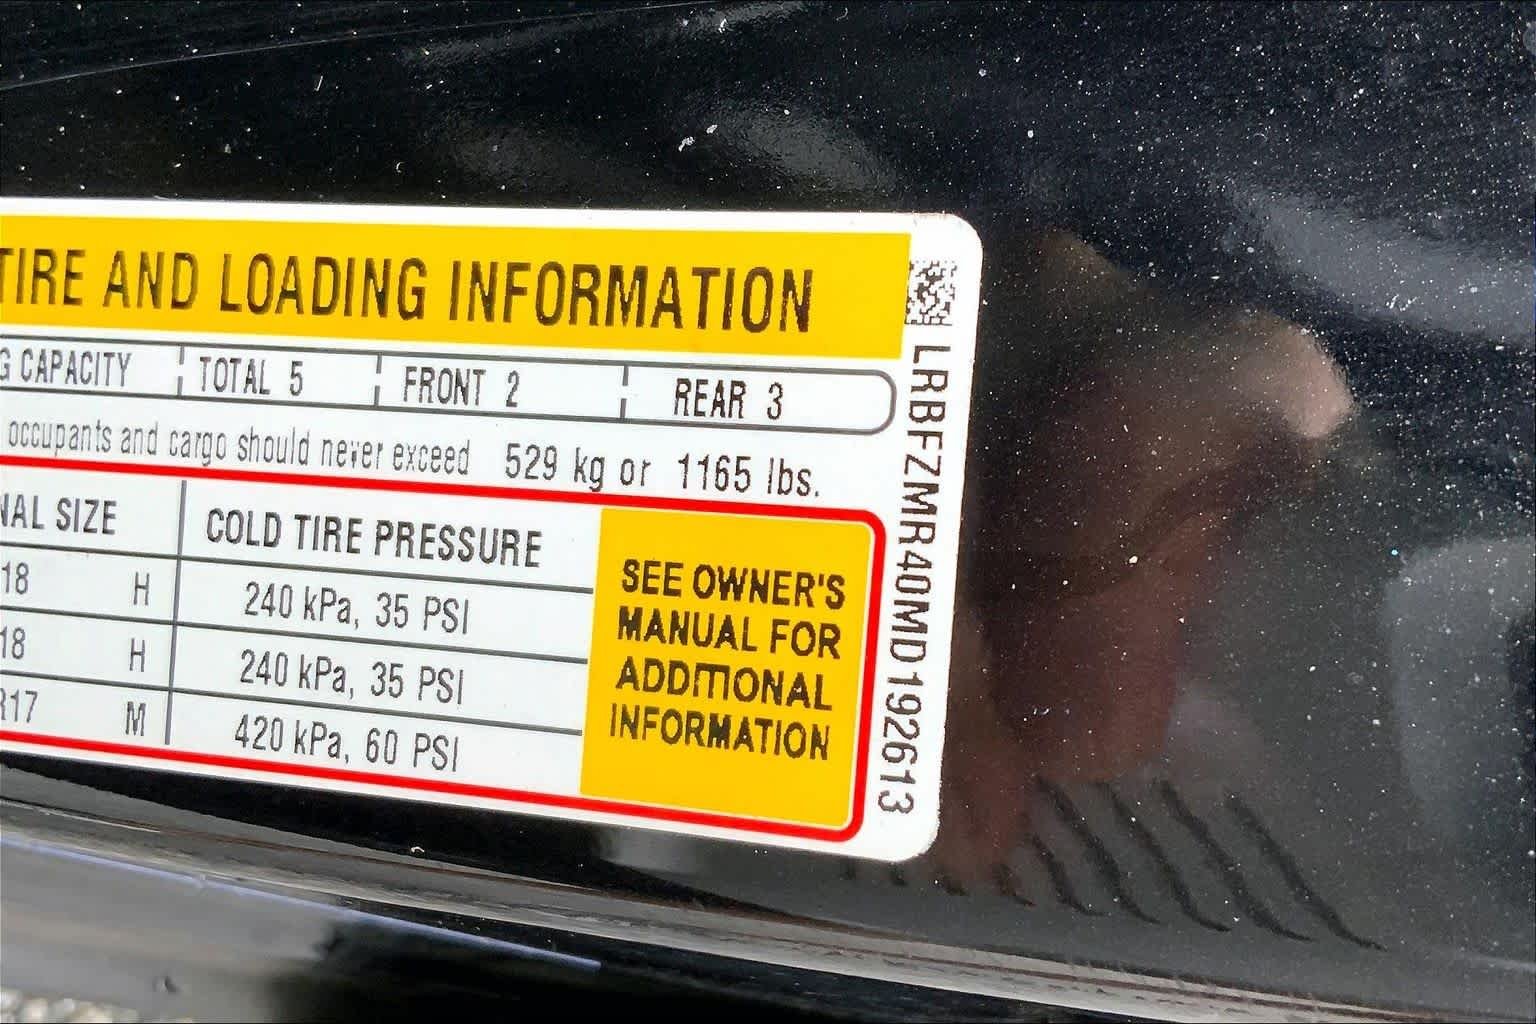 TIRE AND LOADING INFORMATION
G CAPACITY TOTAL 5 FRONT 2 REAR 3
occupants and cargo should never exceed 529 kg or 1165 lbs.
NAL SIZE COLD TIRE PRESSURE
18 H 240 kPa, 35 PSI
18 H 240 kPa, 35 PSI
R17 M 420 kPa, 60 PSI
SEE OWNER'S
MANUAL FOR
ADDITIONAL
INFORMATION
LRBFZMR40MD192613